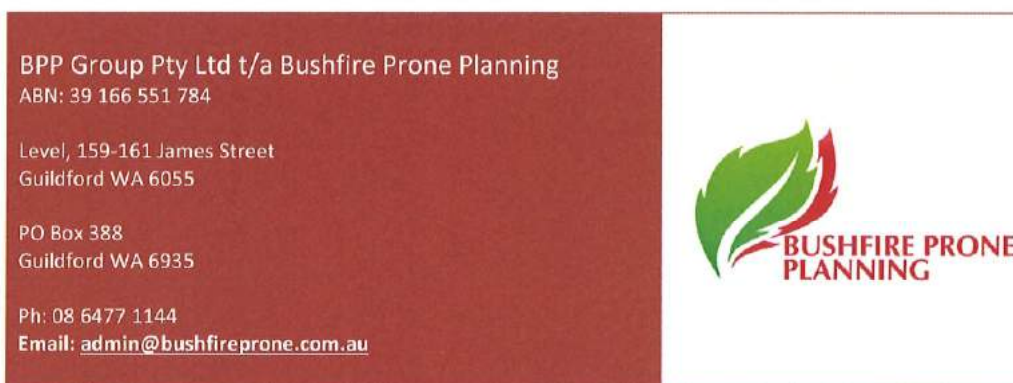 BPP Group Pty Ltd t/a Bushfire Prone Planning
ABN: 39 166 551 784
Level, 159-161 James Street
Guildford WA 6055
PO Box 388
Guildford WA 6935
Ph: 08 6477 1144
Email: admin@bushfireprone.com.au
BUSHFIRE PRONE
PLANNING